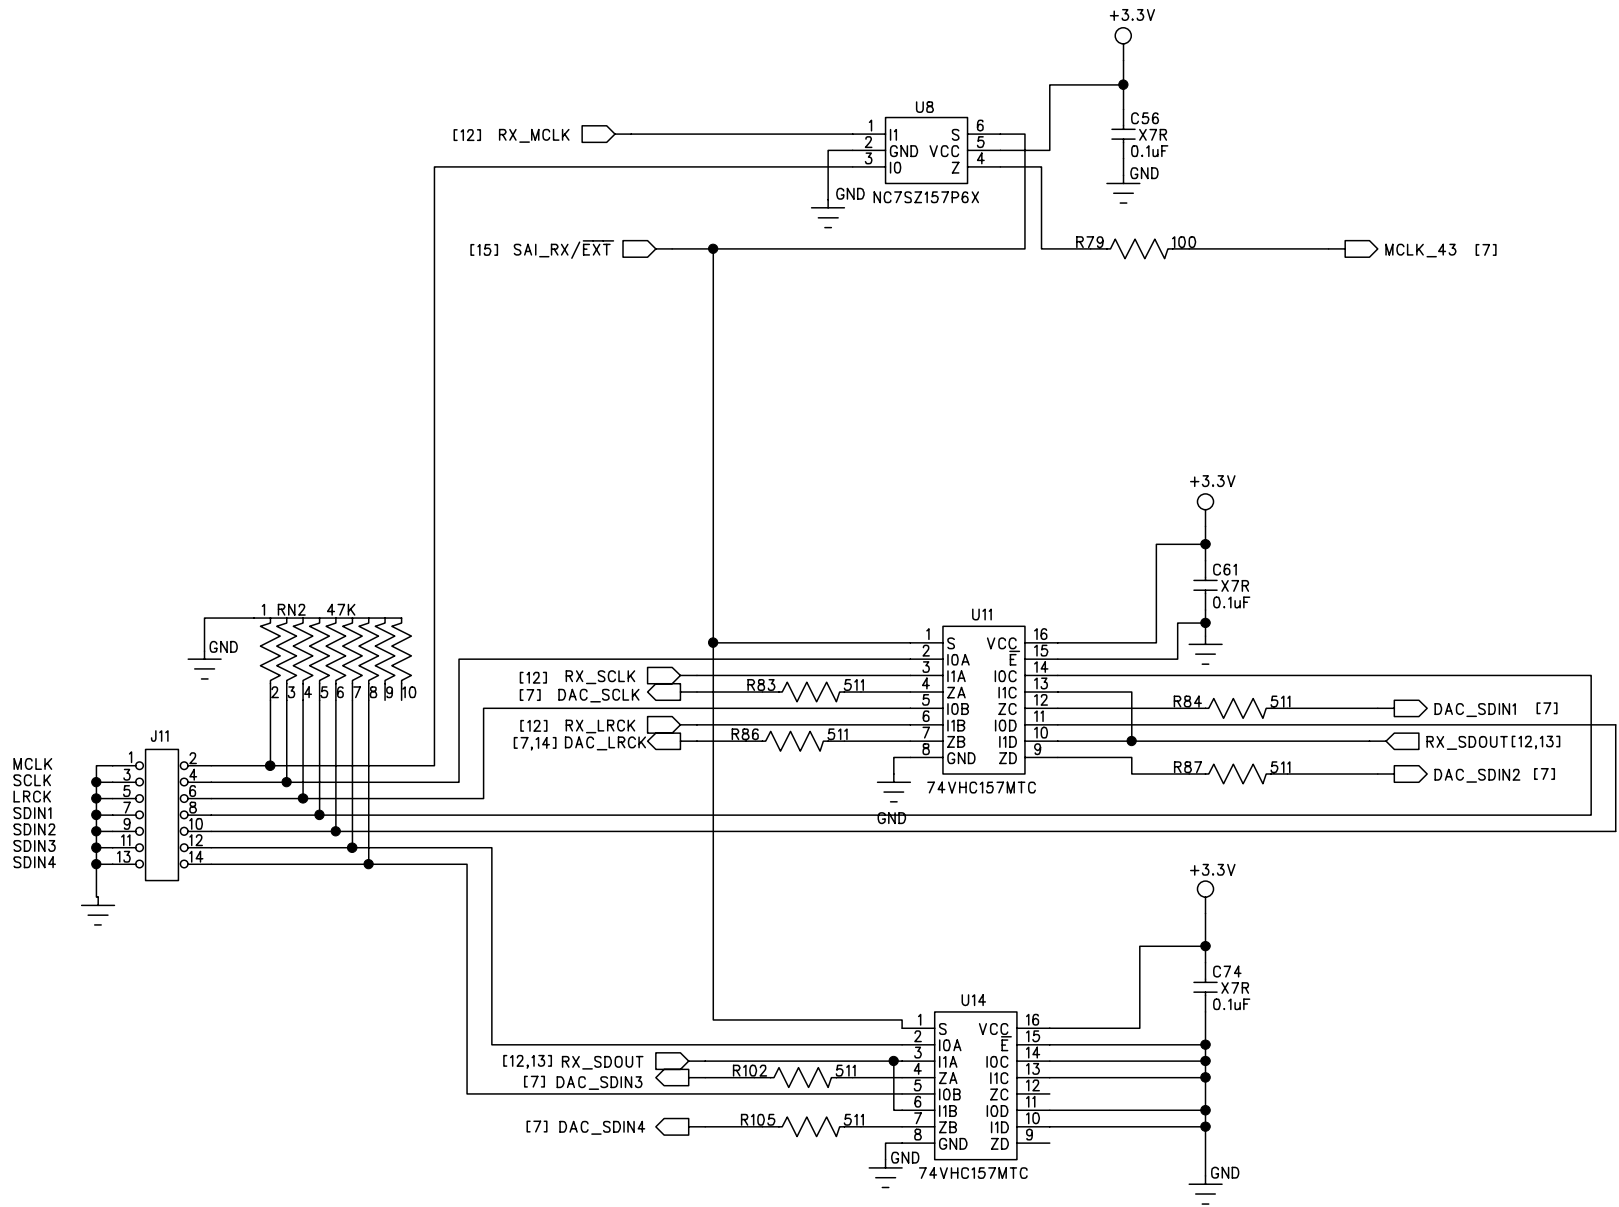 +3.3V
U8
C56
X7R
0.1uF
GND
[12] RX_MCLK
1 I1 S 6
2 GND VCC 5
3 I0 Z 4
GND NC7SZ157P6X
[15] SAI_RX/EXT
R79 100
MCLK_43 [7]
+3.3V
C61
X7R
0.1uF
1 RN2 47K
GND
2 3 4 5 6 7 8 9 10
U11
1 S VCC 16
2 I0A E 15
3 I1A I0C 14
4 ZA I1C 13
5 I0B ZC 12
6 I1B I0D 11
7 ZB I1D 10
8 GND ZD 9
74VHC157MTC
GND
[12] RX_SCLK
[7] DAC_SCLK R83 511
[12] RX_LRCK
[7,14] DAC_LRCK R86 511
R84 511 DAC_SDIN1 [7]
RX_SDOUT[12,13]
R87 511 DAC_SDIN2 [7]
J11
MCLK 1 2
SCLK 3 4
LRCK 5 6
SDIN1 7 8
SDIN2 9 10
SDIN3 11 12
SDIN4 13 14
+3.3V
C74
X7R
0.1uF
U14
1 S VCC 16
2 I0A E 15
3 I1A I0C 14
4 ZA I1C 13
5 I0B ZC 12
6 I1B I0D 11
7 ZB I1D 10
8 GND ZD 9
GND
74VHC157MTC
[12,13] RX_SDOUT
[7] DAC_SDIN3 R102 511
[7] DAC_SDIN4 R105 511
GND